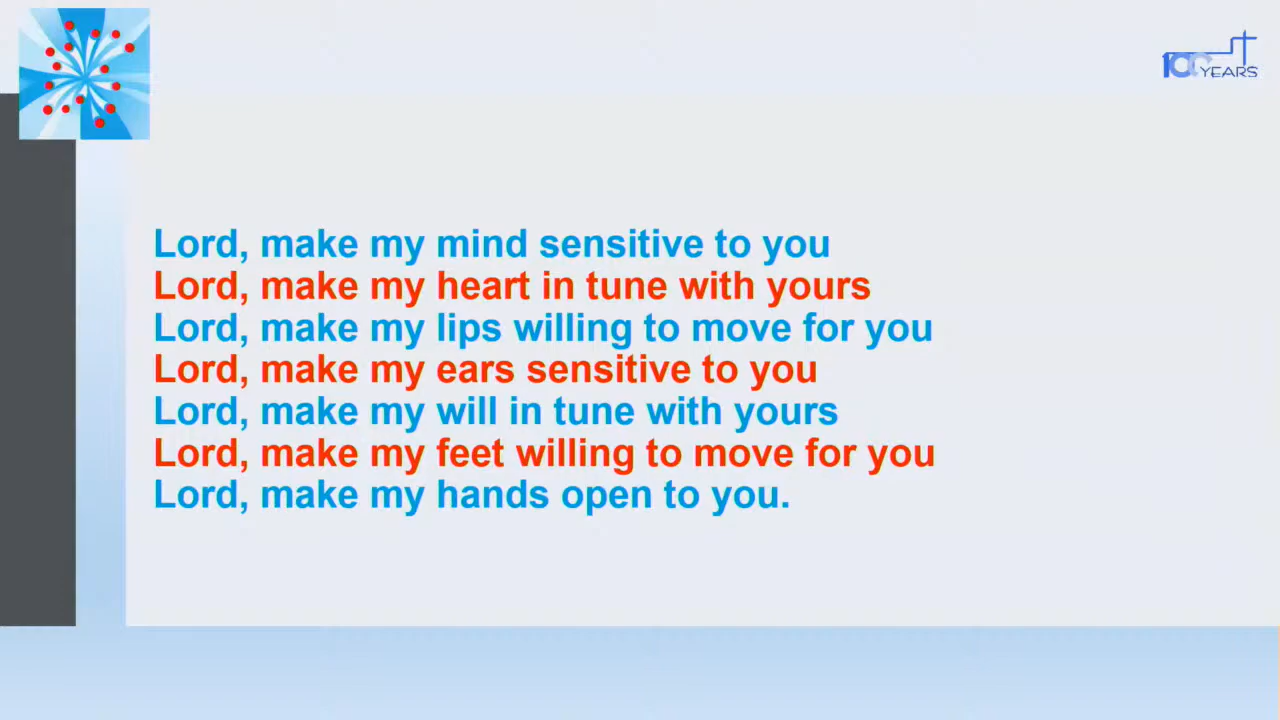 100 YEARS
Lord, make my mind sensitive to you
Lord, make my heart in tune with yours
Lord, make my lips willing to move for you
Lord, make my ears sensitive to you
Lord, make my will in tune with yours
Lord, make my feet willing to move for you
Lord, make my hands open to you.